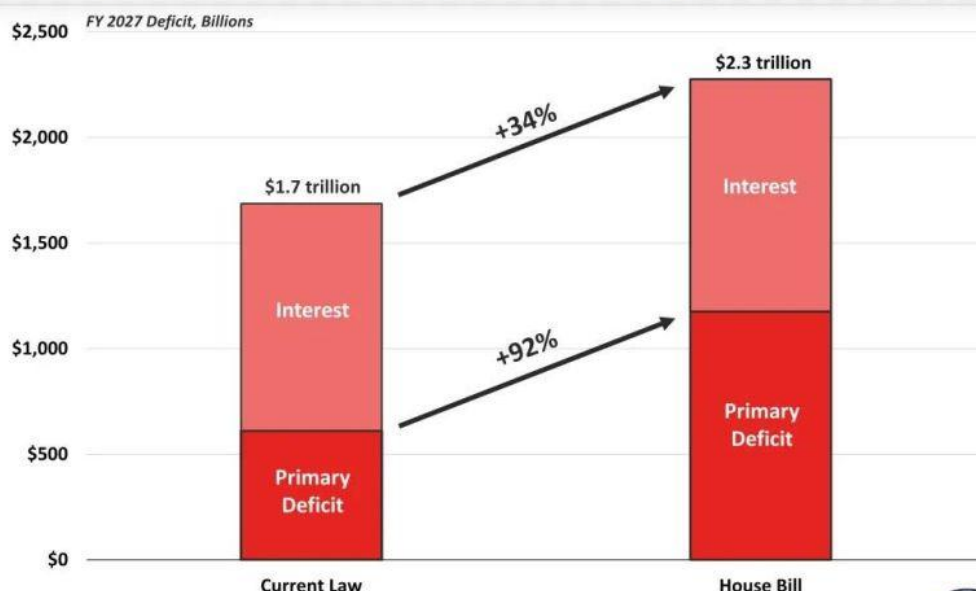 FY 2027 Deficit, Billions
$2,500
$2,000
$1,500
$1,000
$500
$0
$1.7 trillion
Interest
Primary
Deficit
Current Law
+34%
+92%
$2.3 trillion
Interest
Primary
Deficit
House Bill